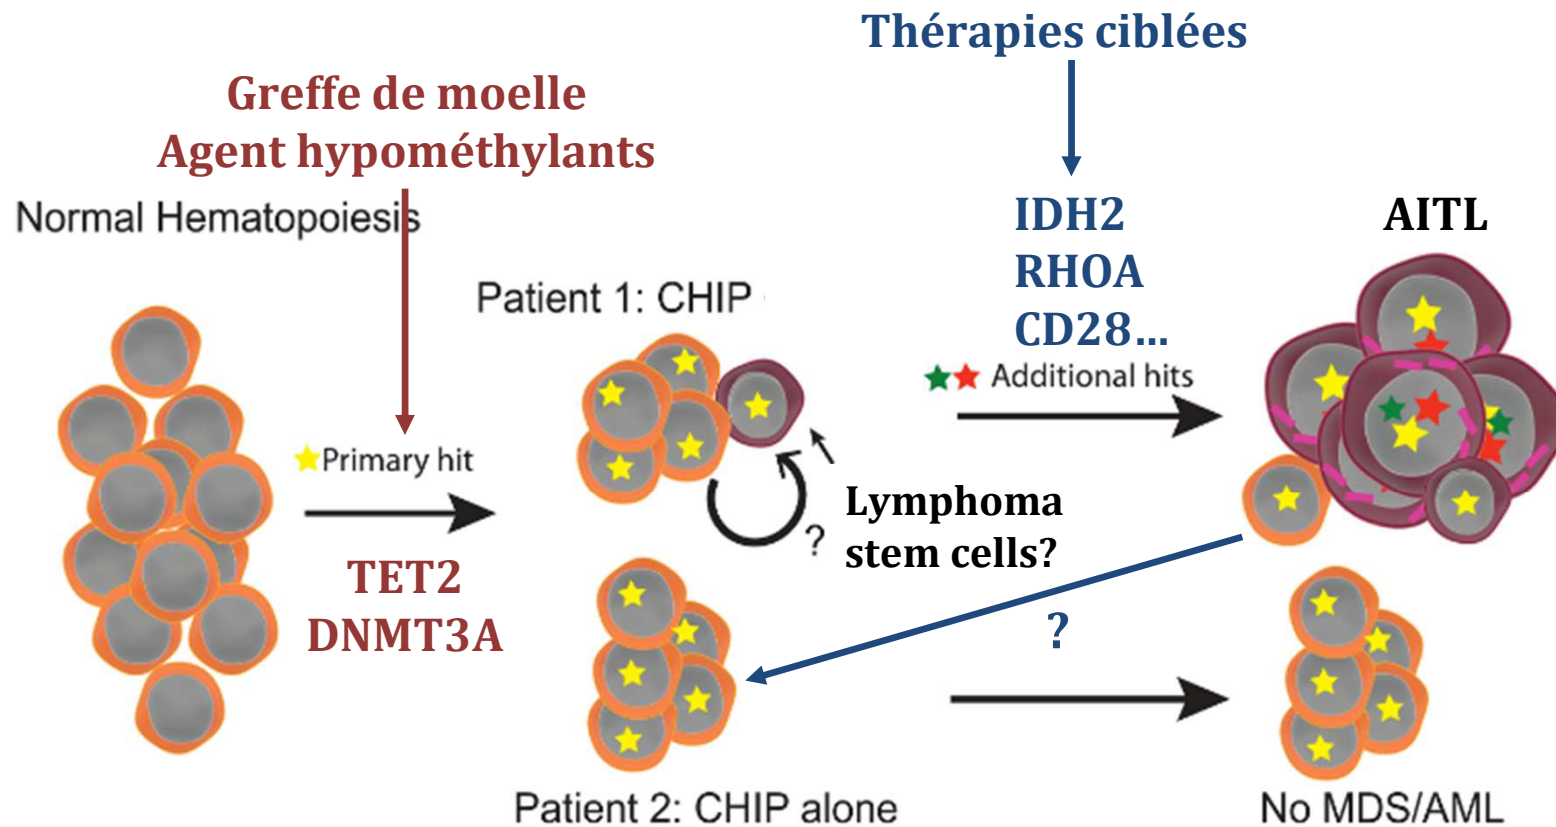 Thérapies ciblées
Greffe de moelle
Agent hypométhylants
Normal Hematopoiesis
IDH2
RHOA
CD28...
AITL
Patient 1: CHIP
Additional hits
Primary hit
?
Lymphoma
stem cells?
TET2
DNMT3A
?
Patient 2: CHIP alone
No MDS/AML